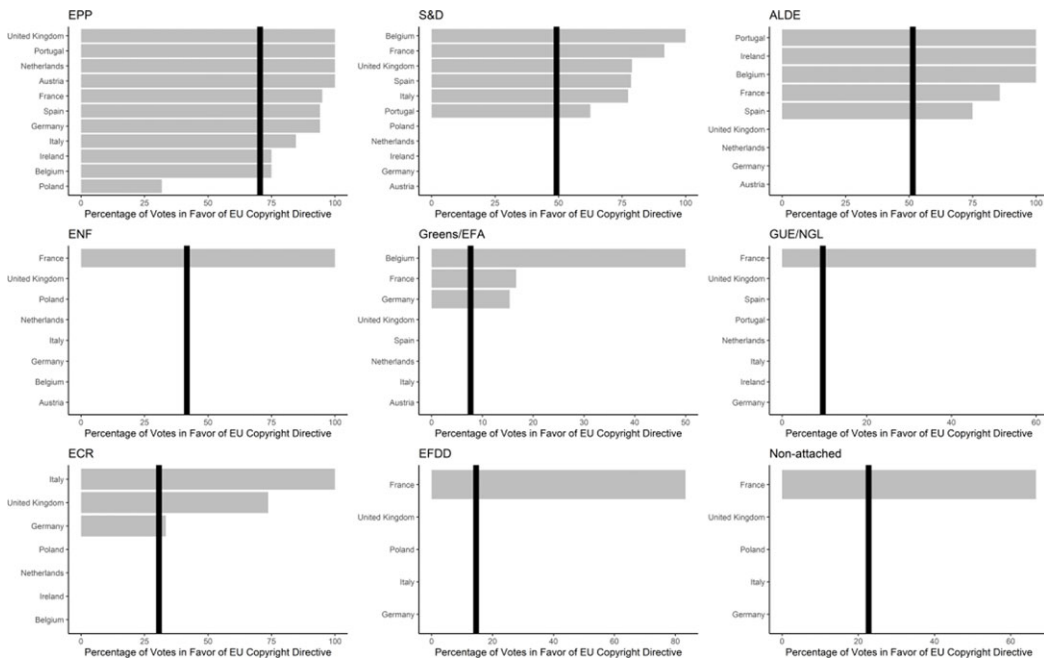 EPP
United Kingdom
Portugal
Netherlands
Austria
France
Spain
Germany
Italy
Ireland
Belgium
Poland
0 25 50 75 100
Percentage of Votes in Favor of EU Copyright Directive
S&D
Belgium
France
United Kingdom
Spain
Italy
Portugal
Poland
Netherlands
Ireland
Germany
Austria
0 25 50 75 100
Percentage of Votes in Favor of EU Copyright Directive
ALDE
Portugal
Ireland
Belgium
France
Spain
United Kingdom
Netherlands
Germany
Austria
0 25 50 75 100
Percentage of Votes in Favor of EU Copyright Directive
ENF
France
United Kingdom
Poland
Netherlands
Italy
Germany
Belgium
Austria
0 25 50 75 100
Percentage of Votes in Favor of EU Copyright Directive
Greens/EFA
Belgium
France
Germany
United Kingdom
Spain
Netherlands
Italy
Austria
0 10 20 30 40 50
Percentage of Votes in Favor of EU Copyright Directive
GUE/NGL
France
United Kingdom
Spain
Portugal
Netherlands
Italy
Ireland
Germany
0 20 40 60
Percentage of Votes in Favor of EU Copyright Directive
ECR
Italy
United Kingdom
Germany
Poland
Netherlands
Ireland
Belgium
0 25 50 75 100
Percentage of Votes in Favor of EU Copyright Directive
EFDD
France
United Kingdom
Poland
Italy
Germany
0 20 40 60 80
Percentage of Votes in Favor of EU Copyright Directive
Non-attached
France
United Kingdom
Poland
Italy
Germany
0 20 40 60
Percentage of Votes in Favor of EU Copyright Directive